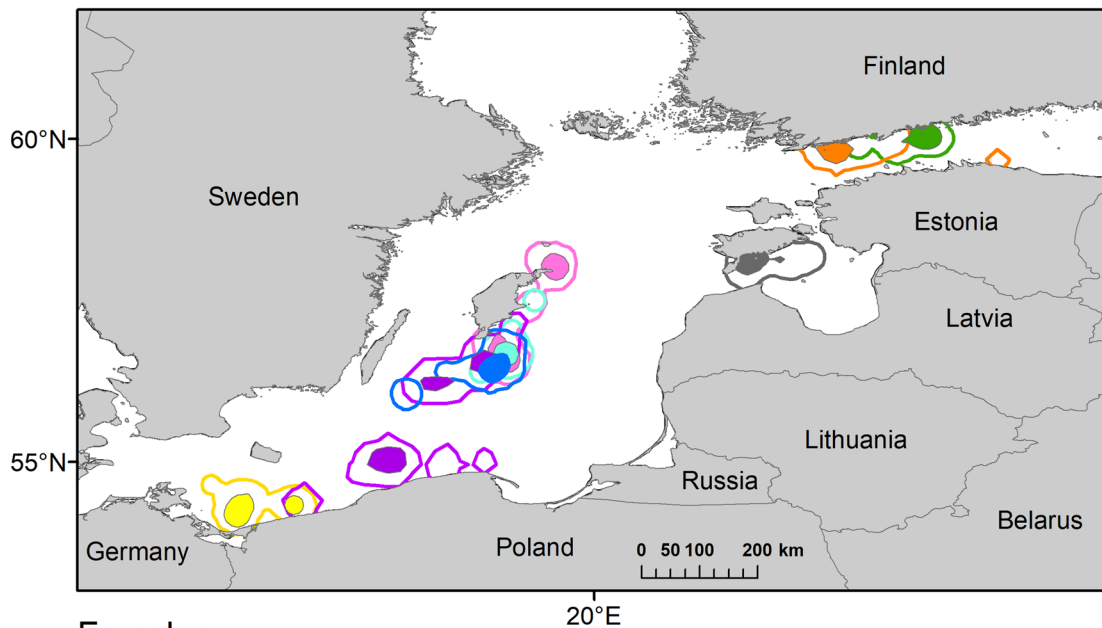 Finland
60°N
Sweden
Estonia
Latvia
Lithuania
55°N
Russia
Belarus
Germany
Poland
0 50 100 200 km
20°E